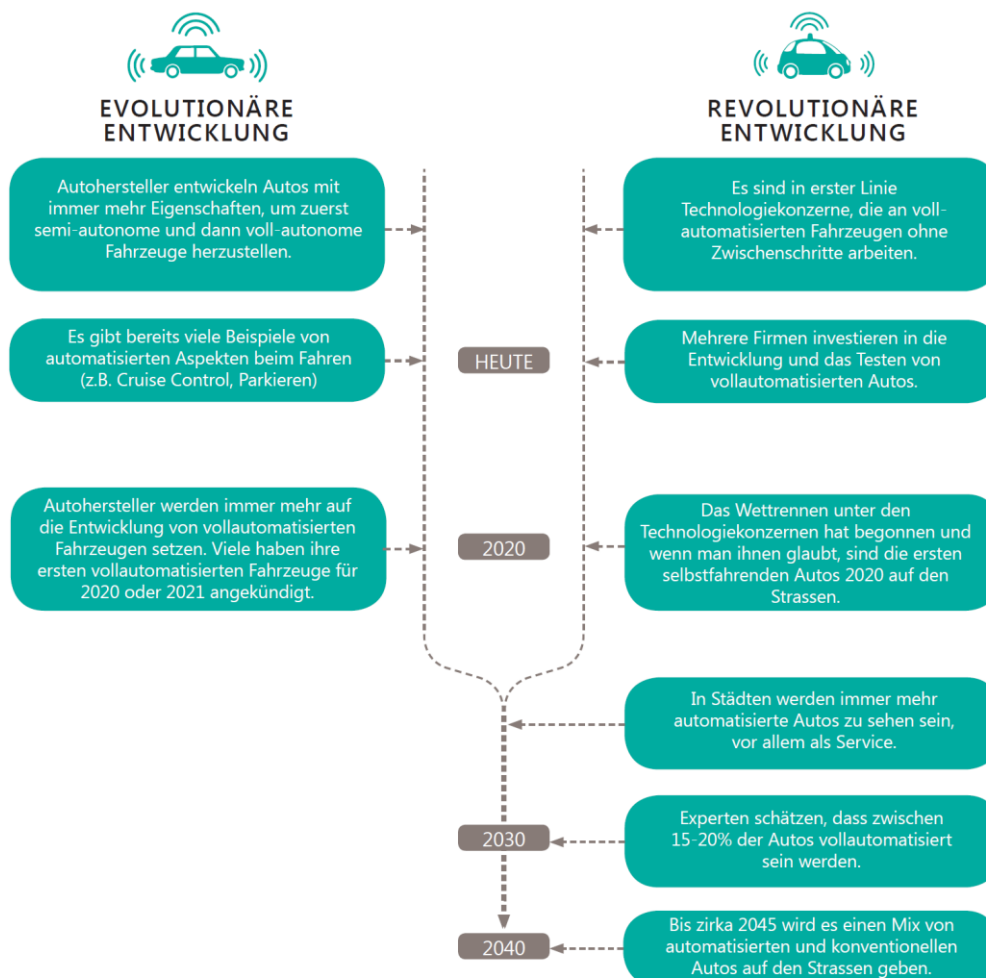 EVOLUTIONÄRE
ENTWICKLUNG
REVOLUTIONÄRE
ENTWICKLUNG
Autohersteller entwickeln Autos mit
immer mehr Eigenschaften, um zuerst
semi-autonome und dann voll-autonome
Fahrzeuge herzustellen.
Es sind in erster Linie
Technologiekonzerne, die an voll-
automatisierten Fahrzeugen ohne
Zwischenschritte arbeiten.
Es gibt bereits viele Beispiele von
automatisierten Aspekten beim Fahren
(z.B. Cruise Control, Parkieren)
HEUTE
Mehrere Firmen investieren in die
Entwicklung und das Testen von
vollautomatisierten Autos.
Autohersteller werden immer mehr auf
die Entwicklung von vollautomatisierten
Fahrzeugen setzen. Viele haben ihre
ersten vollautomatisierten Fahrzeuge für
2020 oder 2021 angekündigt.
2020
Das Wettrennen unter den
Technologiekonzernen hat begonnen und
wenn man ihnen glaubt, sind die ersten
selbstfahrenden Autos 2020 auf den
Strassen.
In Städten werden immer mehr
automatisierte Autos zu sehen sein,
vor allem als Service.
2030
Experten schätzen, dass zwischen
15-20% der Autos vollautomatisiert
sein werden.
2040
Bis zirka 2045 wird es einen Mix von
automatisierten und konventionellen
Autos auf den Strassen geben.